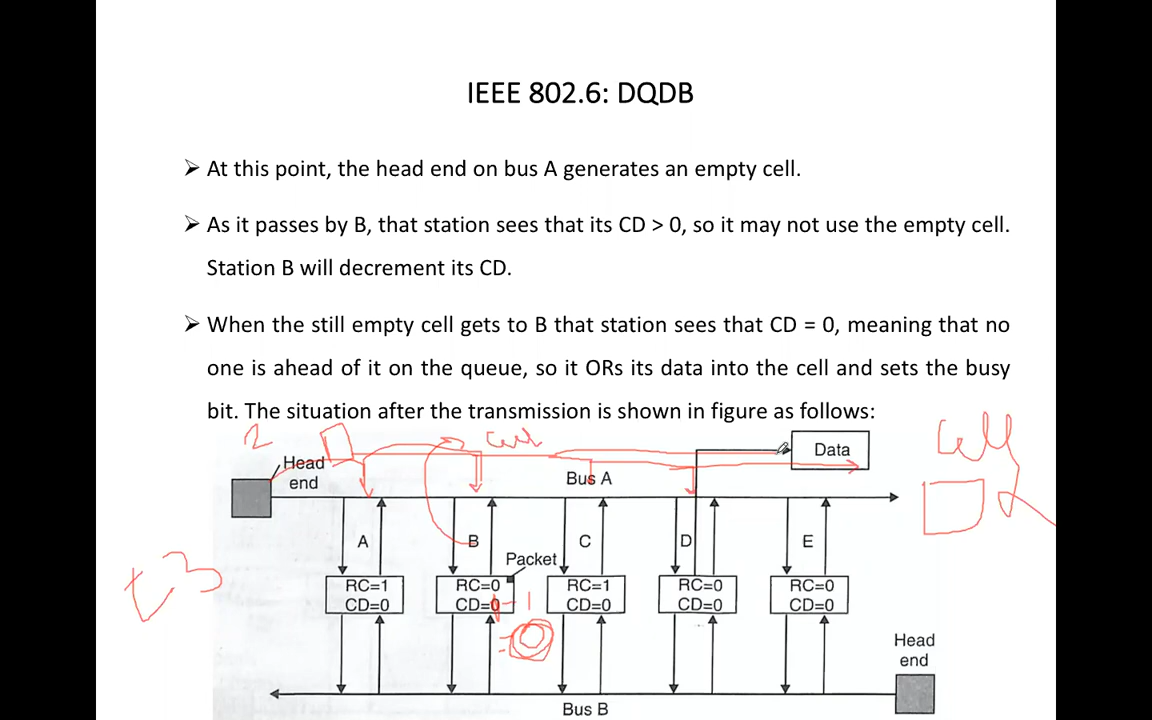 IEEE 802.6: DQDB
➢ At this point, the head end on bus A generates an empty cell.
➢ As it passes by B, that station sees that its CD > 0, so it may not use the empty cell.
Station B will decrement its CD.
➢ When the still empty cell gets to B that station sees that CD = 0, meaning that no
one is ahead of it on the queue, so it ORs its data into the cell and sets the busy
bit. The situation after the transmission is shown in figure as follows:
2
Cell
Cell
Head
end
Data
Bus A
A
B
C
D
E
Packet
t3
RC=1
CD=0
RC=0
CD=0
-1
RC=1
CD=0
RC=0
CD=0
RC=0
CD=0
Head
end
Bus B